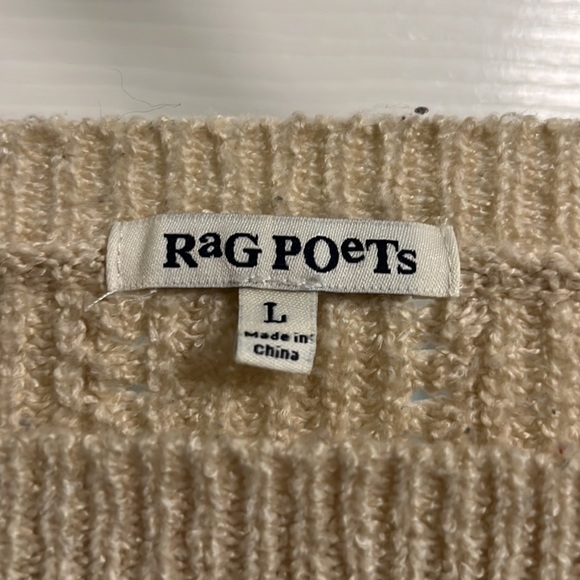 RaG POeTs
L
Made in
China